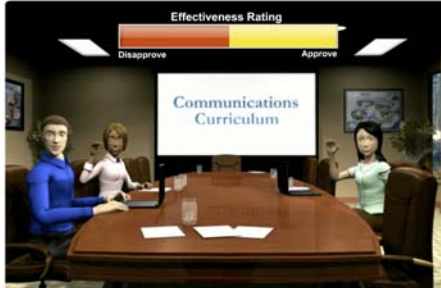 Effectiveness Rating
Disapprove
Approve
Communications
Curriculum